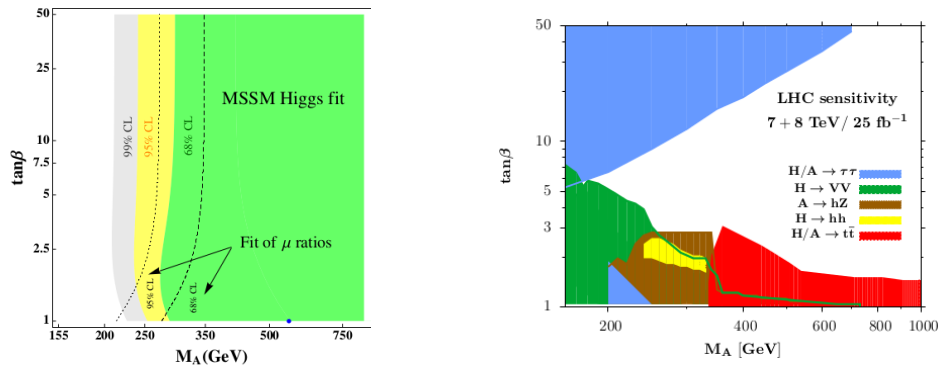 50
25
10
7.5
5
2.5
1
tanβ
99% CL
95% CL
68% CL
MSSM Higgs fit
Fit of μ ratios
95% CL
68% CL
155 200 250 350 500 750
M_A(GeV)
50
10
5
3
1
tanβ
LHC sensitivity
7 + 8 TeV/ 25 fb⁻¹
H/A → ττ
H → VV
A → hZ
H → hh
H/A → tt̄
200 400 600 800 1000
M_A [GeV]